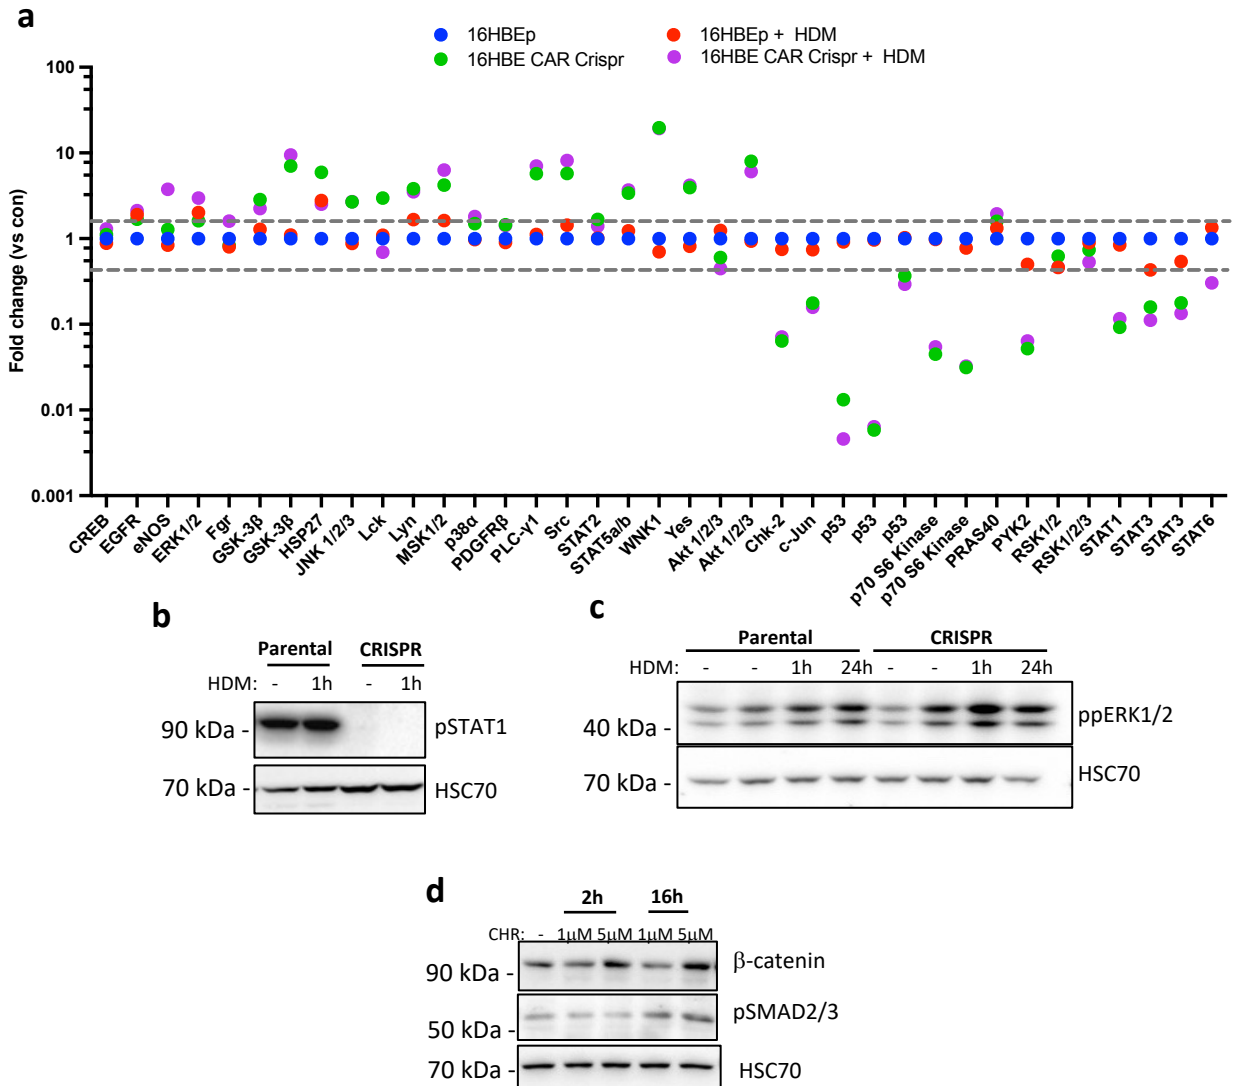 a
16HBEp
16HBEp + HDM
16HBE CAR Crispr
16HBE CAR Crispr + HDM
Fold change (vs con)
100
10
1
0.1
0.01
0.001
CREB
EGFR
eNOS
ERK1/2
Fgr
GSK-3β
GSK-3β
HSP27
JNK 1/2/3
Lck
Lyn
MSK1/2
p38α
PDGFRβ
PLC-γ1
Src
STAT2
STAT5a/b
WNK1
Yes
Akt 1/2/3
Akt 1/2/3
Chk-2
c-Jun
p53
p53
p53
p70 S6 Kinase
p70 S6 Kinase
PRAS40
PYK2
RSK1/2
RSK1/2/3
STAT1
STAT3
STAT3
STAT6
b
Parental CRISPR
HDM: - 1h - 1h
90 kDa - pSTAT1
70 kDa - HSC70
c
Parental CRISPR
HDM: - - 1h 24h - - 1h 24h
40 kDa - ppERK1/2
70 kDa - HSC70
d
2h 16h
CHR: - 1μM 5μM 1μM 5μM
90 kDa - β-catenin
50 kDa - pSMAD2/3
70 kDa - HSC70